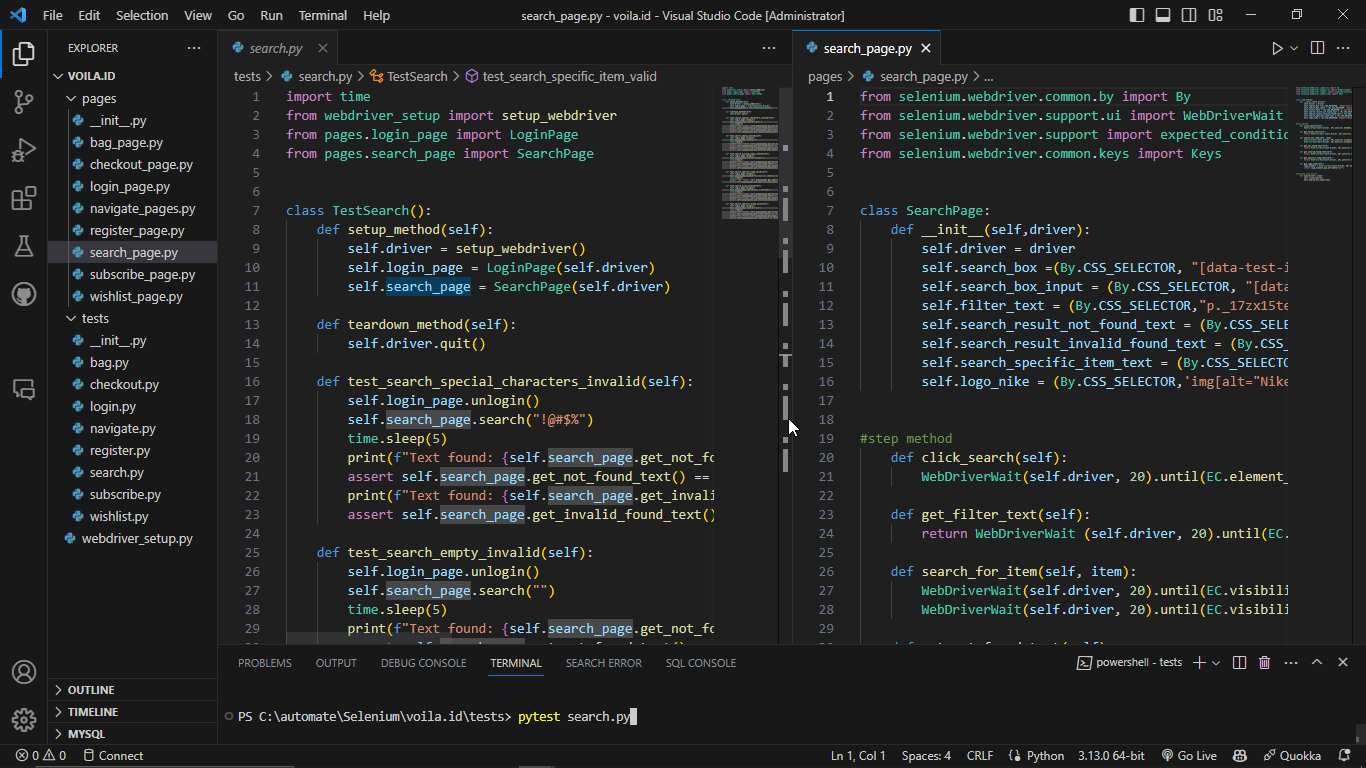 File Edit Selection View Go Run Terminal Help
search_page.py - voila.id - Visual Studio Code [Administrator]
EXPLORER
VOILA.ID
pages
__init__.py
bag_page.py
checkout_page.py
login_page.py
navigate_pages.py
register_page.py
search_page.py
subscribe_page.py
wishlist_page.py
tests
__init__.py
bag.py
checkout.py
login.py
navigate.py
register.py
search.py
subscribe.py
wishlist.py
webdriver_setup.py
OUTLINE
TIMELINE
MYSQL
search.py
tests > search.py > TestSearch > test_search_specific_item_valid
1 import time
2 from webdriver_setup import setup_webdriver
3 from pages.login_page import LoginPage
4 from pages.search_page import SearchPage
5
6
7 class TestSearch():
8 def setup_method(self):
9 self.driver = setup_webdriver()
10 self.login_page = LoginPage(self.driver)
11 self.search_page = SearchPage(self.driver)
12
13 def teardown_method(self):
14 self.driver.quit()
15
16 def test_search_special_characters_invalid(self):
17 self.login_page.unlogin()
18 self.search_page.search("!@#$%")
19 time.sleep(5)
20 print(f"Text found: {self.search_page.get_not_fo
21 assert self.search_page.get_not_found_text() ==
22 print(f"Text found: {self.search_page.get_invali
23 assert self.search_page.get_invalid_found_text()
24
25 def test_search_empty_invalid(self):
26 self.login_page.unlogin()
27 self.search_page.search("")
28 time.sleep(5)
29 print(f"Text found: {self.search_page.get_not_fo
search_page.py
pages > search_page.py > ...
1 from selenium.webdriver.common.by import By
2 from selenium.webdriver.support.ui import WebDriverWait
3 from selenium.webdriver.support import expected_conditio
4 from selenium.webdriver.common.keys import Keys
5
6
7 class SearchPage:
8 def __init__(self,driver):
9 self.driver = driver
10 self.search_box =(By.CSS_SELECTOR, "[data-test-i
11 self.search_box_input = (By.CSS_SELECTOR, "[data
12 self.filter_text = (By.CSS_SELECTOR,"p._17zx15te
13 self.search_result_not_found_text = (By.CSS_SELE
14 self.search_result_invalid_found_text = (By.CSS_
15 self.search_specific_item_text = (By.CSS_SELECTO
16 self.logo_nike = (By.CSS_SELECTOR,'img[alt="Nike
17
18
19 #step method
20 def click_search(self):
21 WebDriverWait(self.driver, 20).until(EC.element_
22
23 def get_filter_text(self):
24 return WebDriverWait (self.driver, 20).until(EC.
25
26 def search_for_item(self, item):
27 WebDriverWait(self.driver, 20).until(EC.visibili
28 WebDriverWait(self.driver, 20).until(EC.visibili
29
PROBLEMS OUTPUT DEBUG CONSOLE TERMINAL SEARCH ERROR SQL CONSOLE
powershell - tests
PS C:\automate\Selenium\voila.id\tests> pytest search.py
0 0 Connect
Ln 1, Col 1 Spaces: 4 CRLF Python 3.13.0 64-bit Go Live Quokka